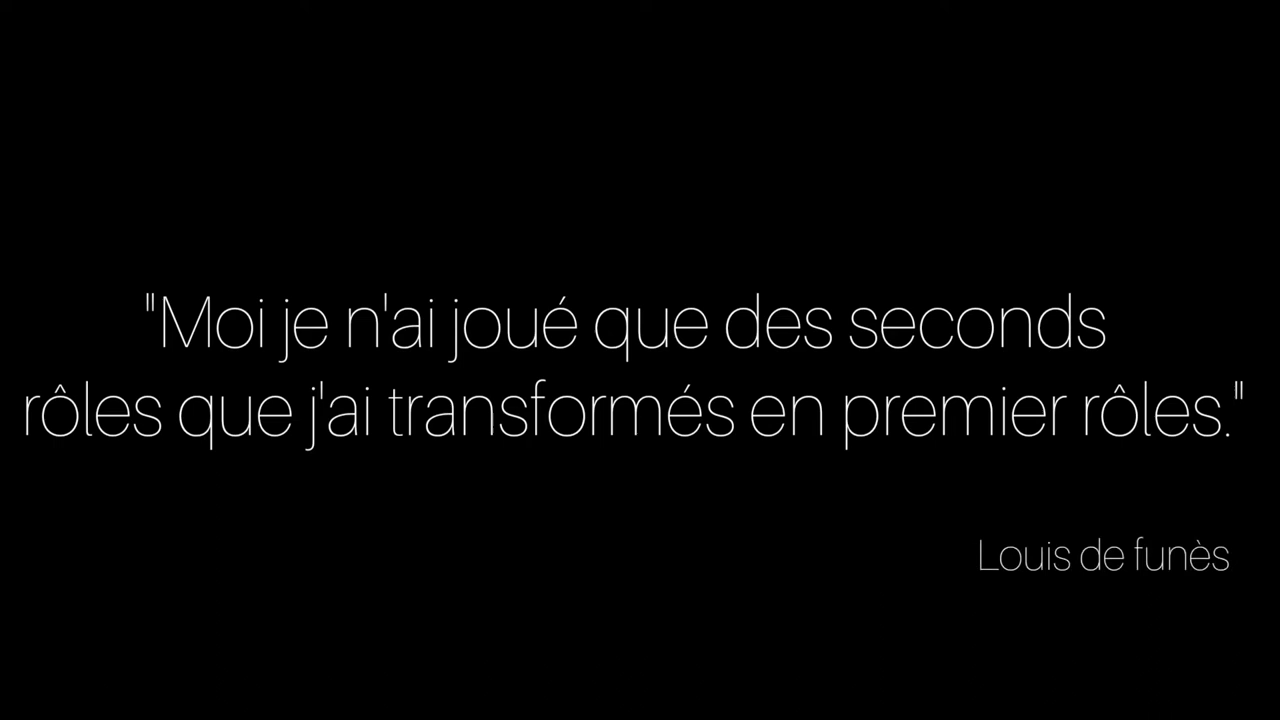 "Moi je n'ai joué que des seconds
rôles que j'ai transformés en premier rôles."
Louis de funès